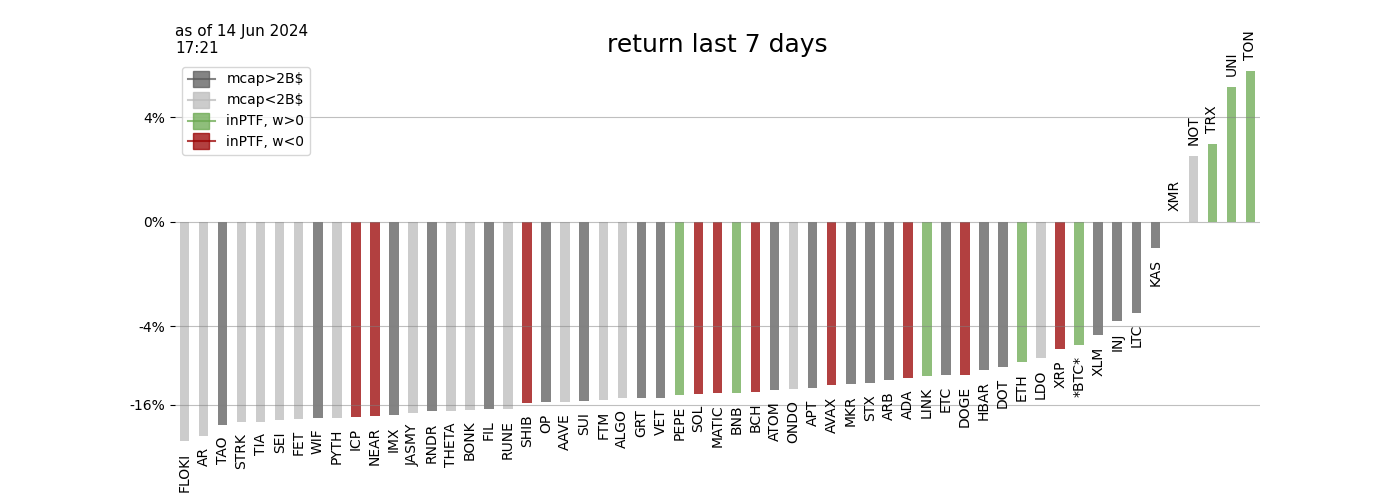 as of 14 Jun 2024
17:21
return last 7 days
mcap>2B$
mcap<2B$
inPTF, w>0
inPTF, w<0
4%
0%
-4%
-16%
FLOKI
AR
TAO
STRK
TIA
SEI
FET
WIF
PYTH
ICP
NEAR
IMX
JASMY
RNDR
THETA
BONK
FIL
RUNE
SHIB
OP
AAVE
SUI
FTM
ALGO
GRT
VET
PEPE
SOL
MATIC
BNB
BCH
ATOM
ONDO
APT
AVAX
MKR
STX
ARB
ADA
LINK
ETC
DOGE
HBAR
DOT
ETH
LDO
XRP
*BTC*
XLM
INJ
LTC
KAS
XMR
NOT
TRX
UNI
TON